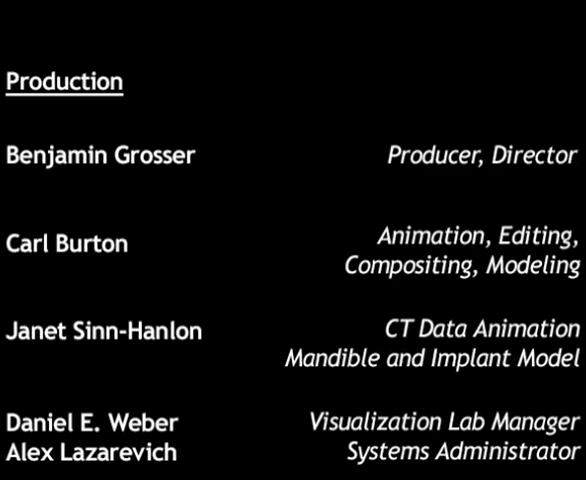 Production
Benjamin Grosser Producer, Director
Carl Burton Animation, Editing,
Compositing, Modeling
Janet Sinn-Hanlon CT Data Animation
Mandible and Implant Model
Daniel E. Weber Visualization Lab Manager
Alex Lazarevich Systems Administrator